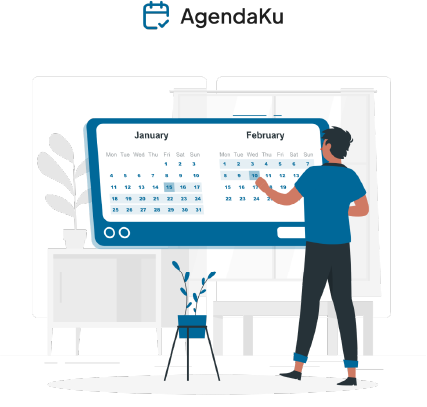 AgendaKu
January February
Mon Tue Wed Thu Fri Sat Sun Mon Tue Wed Thu Fri Sat Sun
1 2 3 1 2 3 4 5 6 7
4 5 6 7 8 9 10 8 9 10 11 12 13
11 12 13 14 15 16 17 15 16 17 18 19
18 19 20 21 22 23 24 22 23 24
25 26 27 28 29 30 31